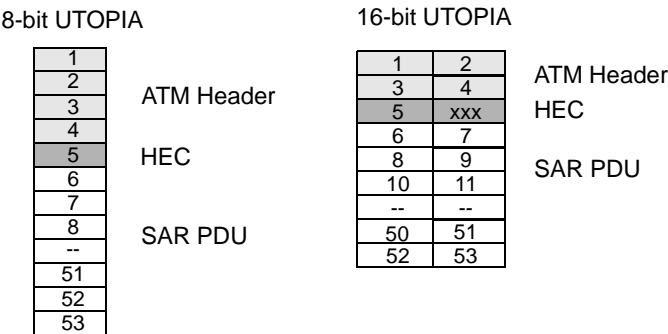 8-bit UTOPIA
1
2
3
4
5
6
7
8
--
51
52
53
ATM Header
HEC
SAR PDU
16-bit UTOPIA
1 2
3 4
5 xxx
6 7
8 9
10 11
-- --
50 51
52 53
ATM Header
HEC
SAR PDU